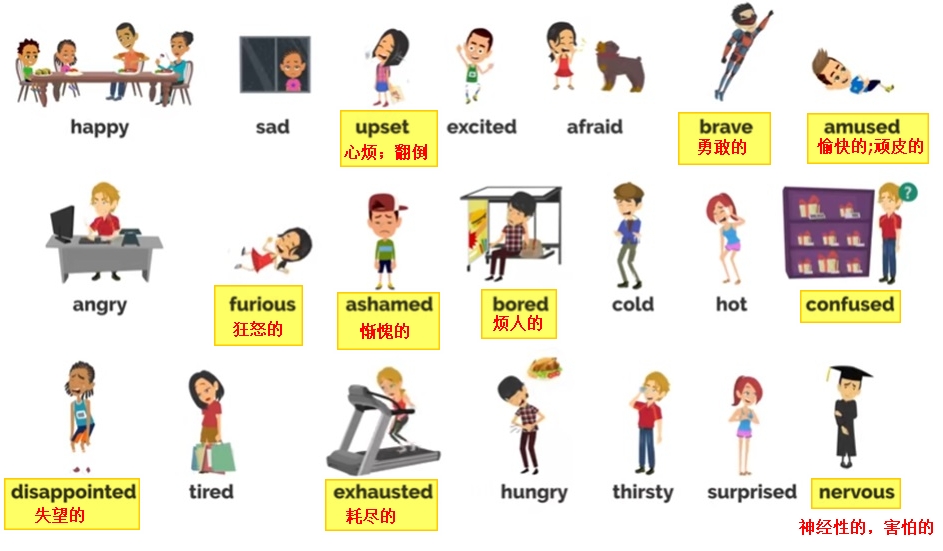 happy
sad
upset
心烦；翻倒
excited
afraid
brave
勇敢的
amused
愉快的;顽皮的
angry
furious
狂怒的
ashamed
惭愧的
bored
烦人的
cold
hot
?
confused
disappointed
失望的
tired
exhausted
耗尽的
hungry
thirsty
surprised
nervous
神经性的，害怕的